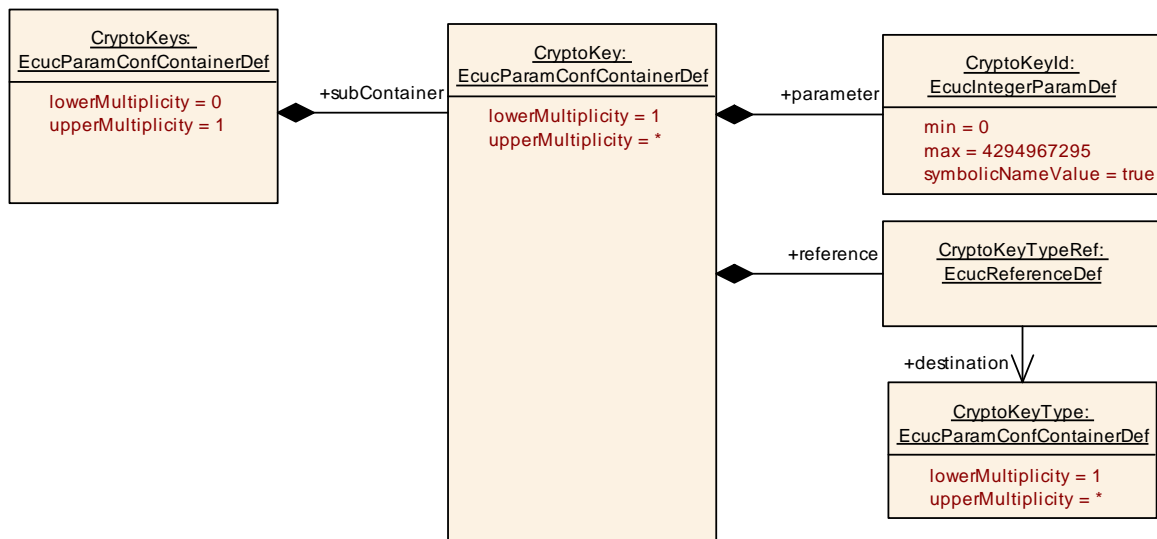 CryptoKeys:
EcucParamConfContainerDef
lowerMultiplicity = 0
upperMultiplicity = 1
+subContainer
CryptoKey:
EcucParamConfContainerDef
lowerMultiplicity = 1
upperMultiplicity = *
+parameter
CryptoKeyId:
EcucIntegerParamDef
min = 0
max = 4294967295
symbolicNameValue = true
+reference
CryptoKeyTypeRef:
EcucReferenceDef
+destination
CryptoKeyType:
EcucParamConfContainerDef
lowerMultiplicity = 1
upperMultiplicity = *